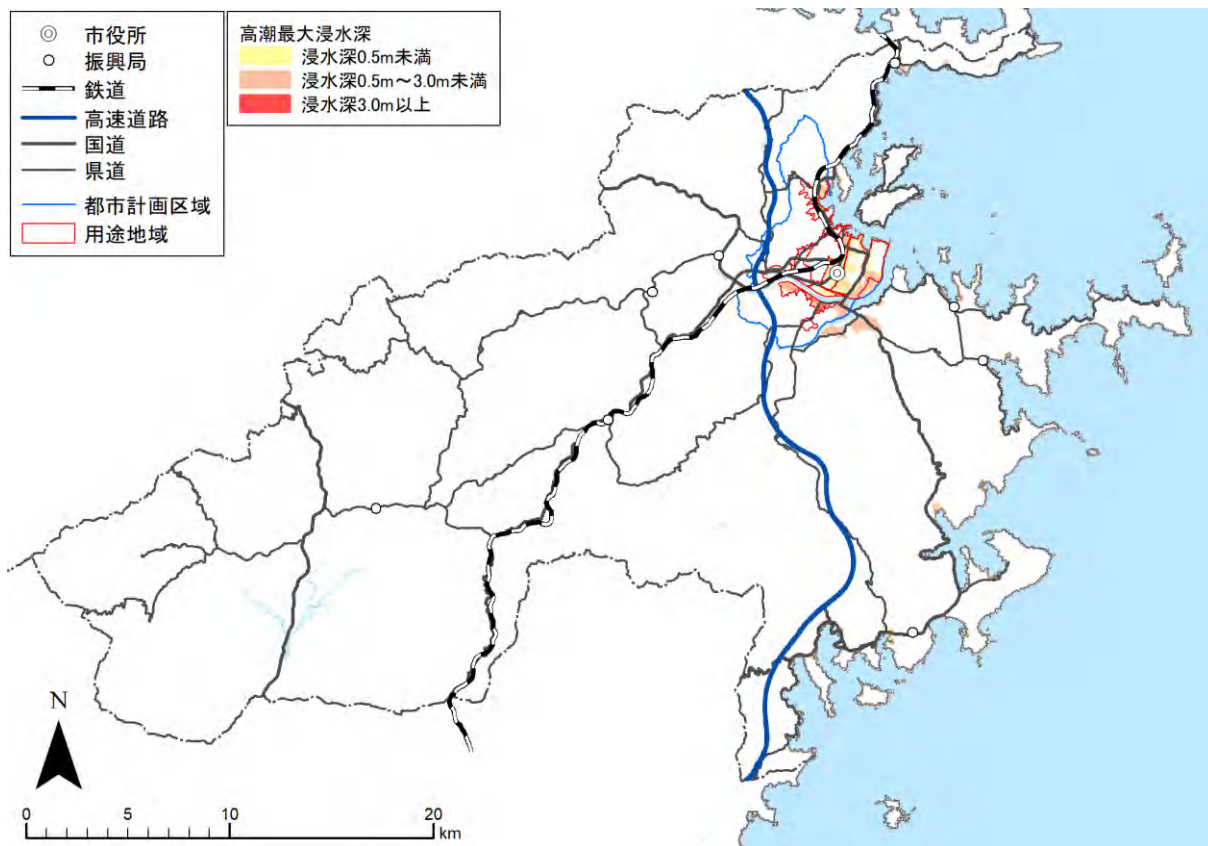 市役所
振興局
鉄道
高速道路
国道
県道
都市計画区域
用途地域
高潮最大浸水深
浸水深0.5m未満
浸水深0.5m～3.0m未満
浸水深3.0m以上
N
0 5 10 20
km